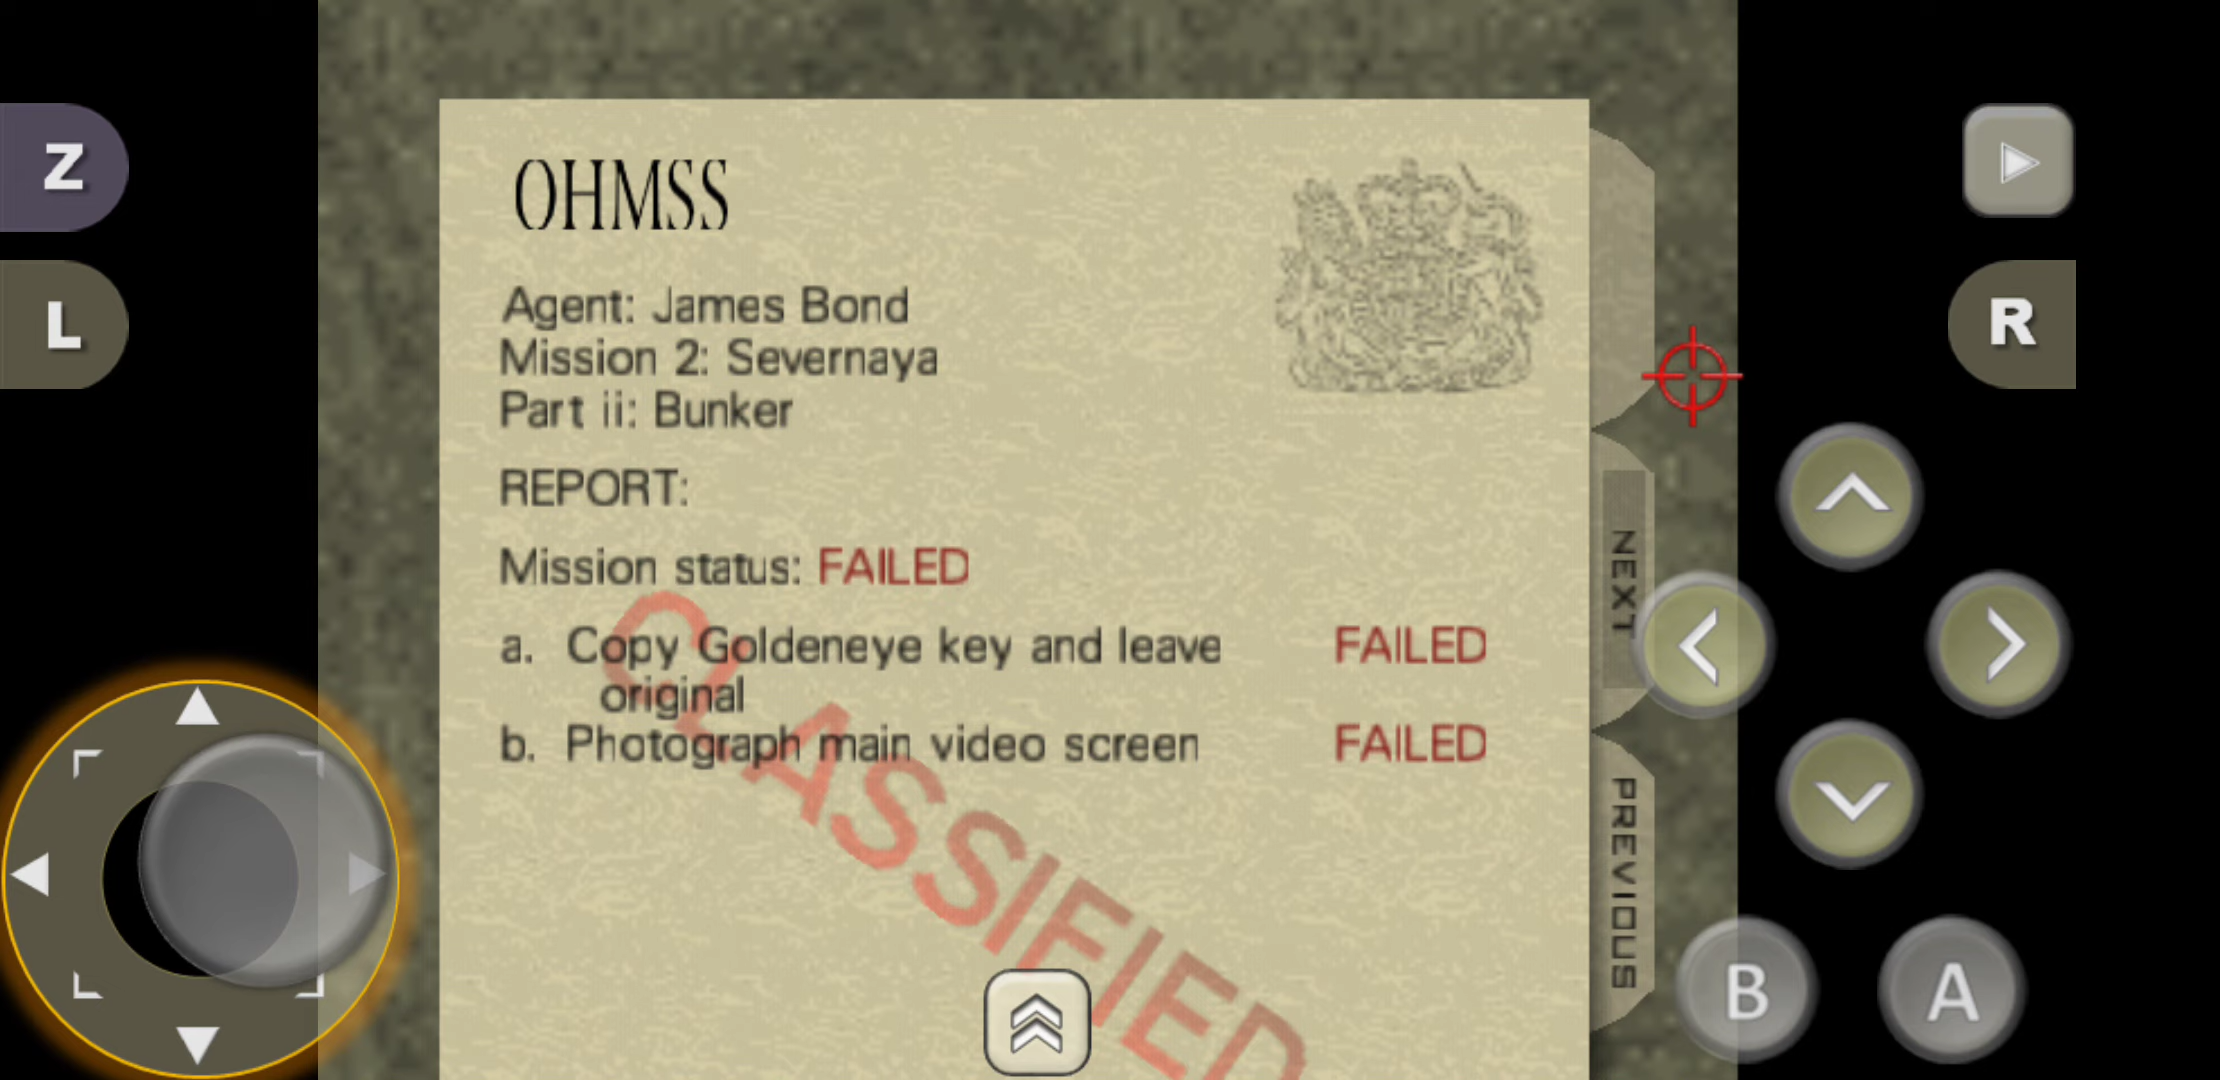 OHMSS
Agent: James Bond
Mission 2: Severnaya
Part ii: Bunker
REPORT:
Mission status: FAILED
a. Copy Goldeneye key and leave original FAILED
b. Photograph main video screen FAILED
CLASSIFIED
NEXT
PREVIOUS
Z
L
R
B
A